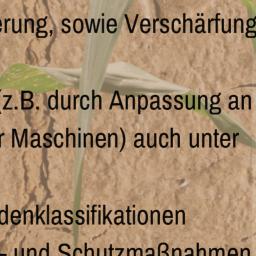 erung, sowie Verschärfung
(z.B. durch Anpassung an
r Maschinen) auch unter
denklassifikationen
- und Schutzmaßnahmen